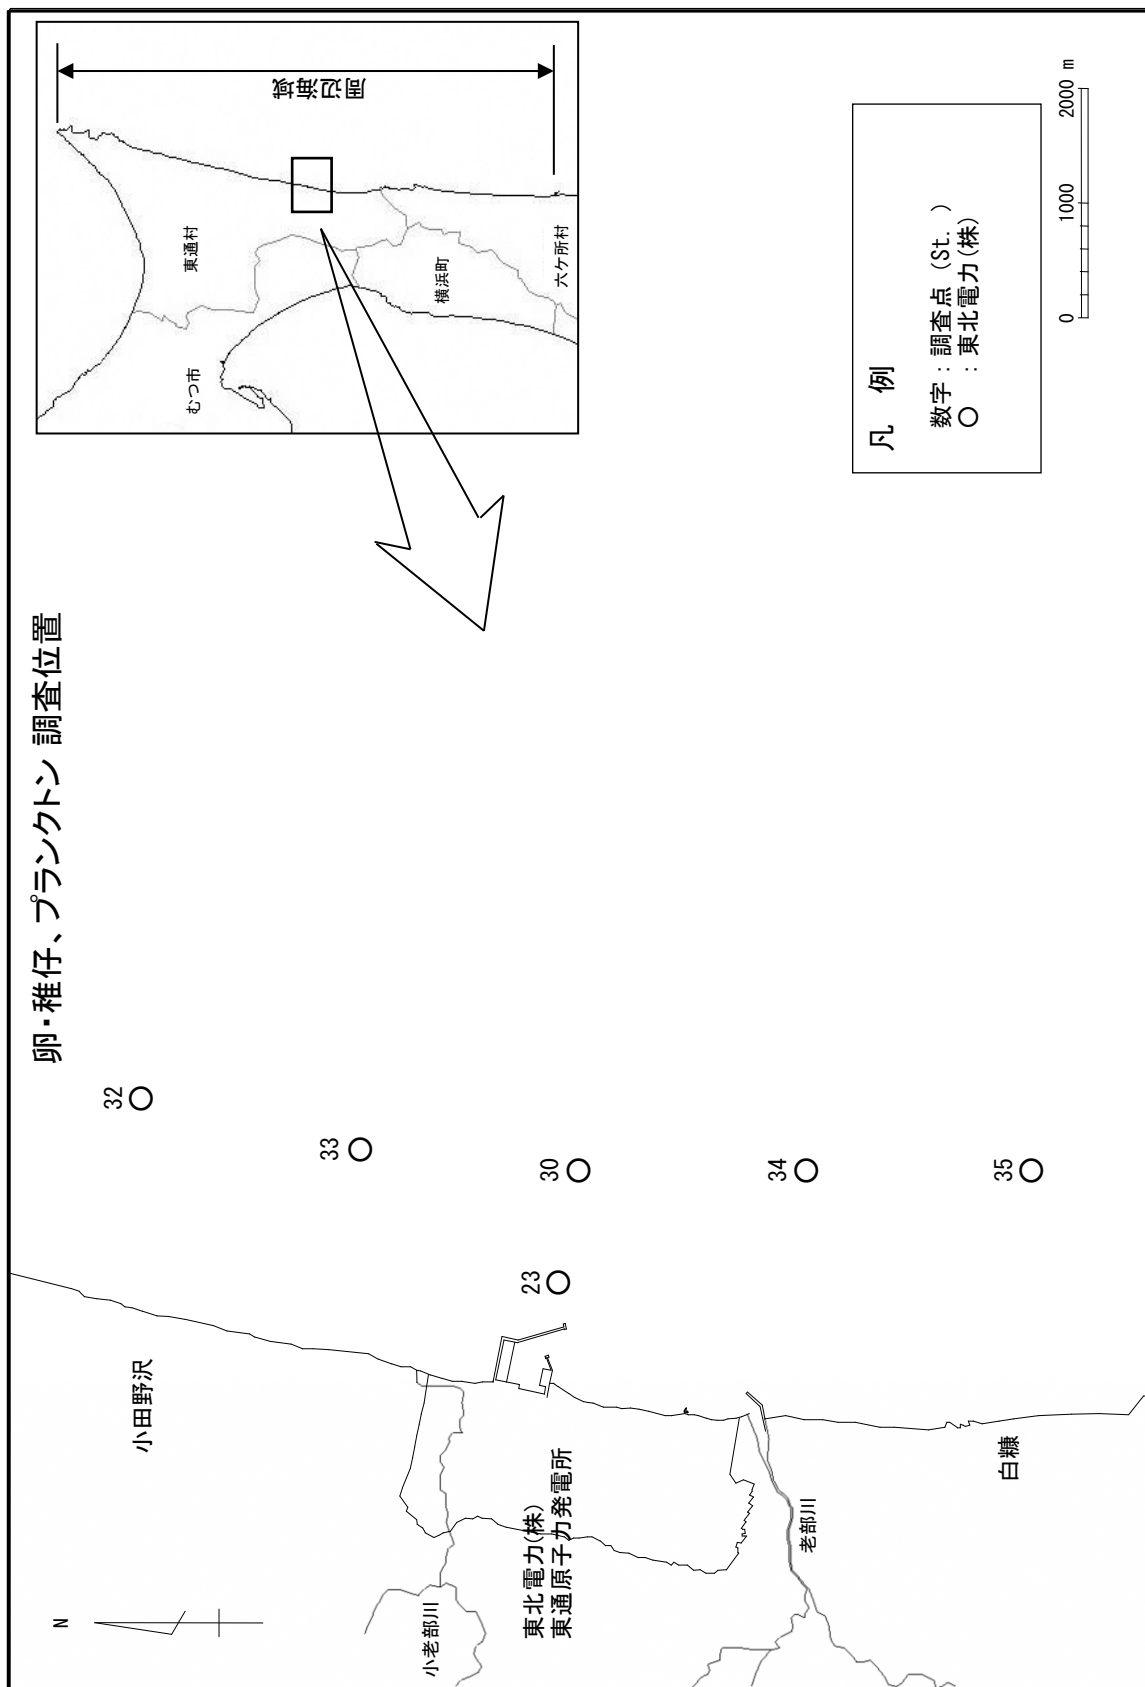 卵・稚仔、プランクトン 調査位置
N
小田野沢
小老部川
東北電力(株)
東通原子力発電所
老部川
白糠
32
33
30
23
34
35
むつ市
東通村
横浜町
六ケ所村
周辺海域
凡 例
数字 : 調査点 (St. )
○ : 東北電力(株)
0 1000 2000 m